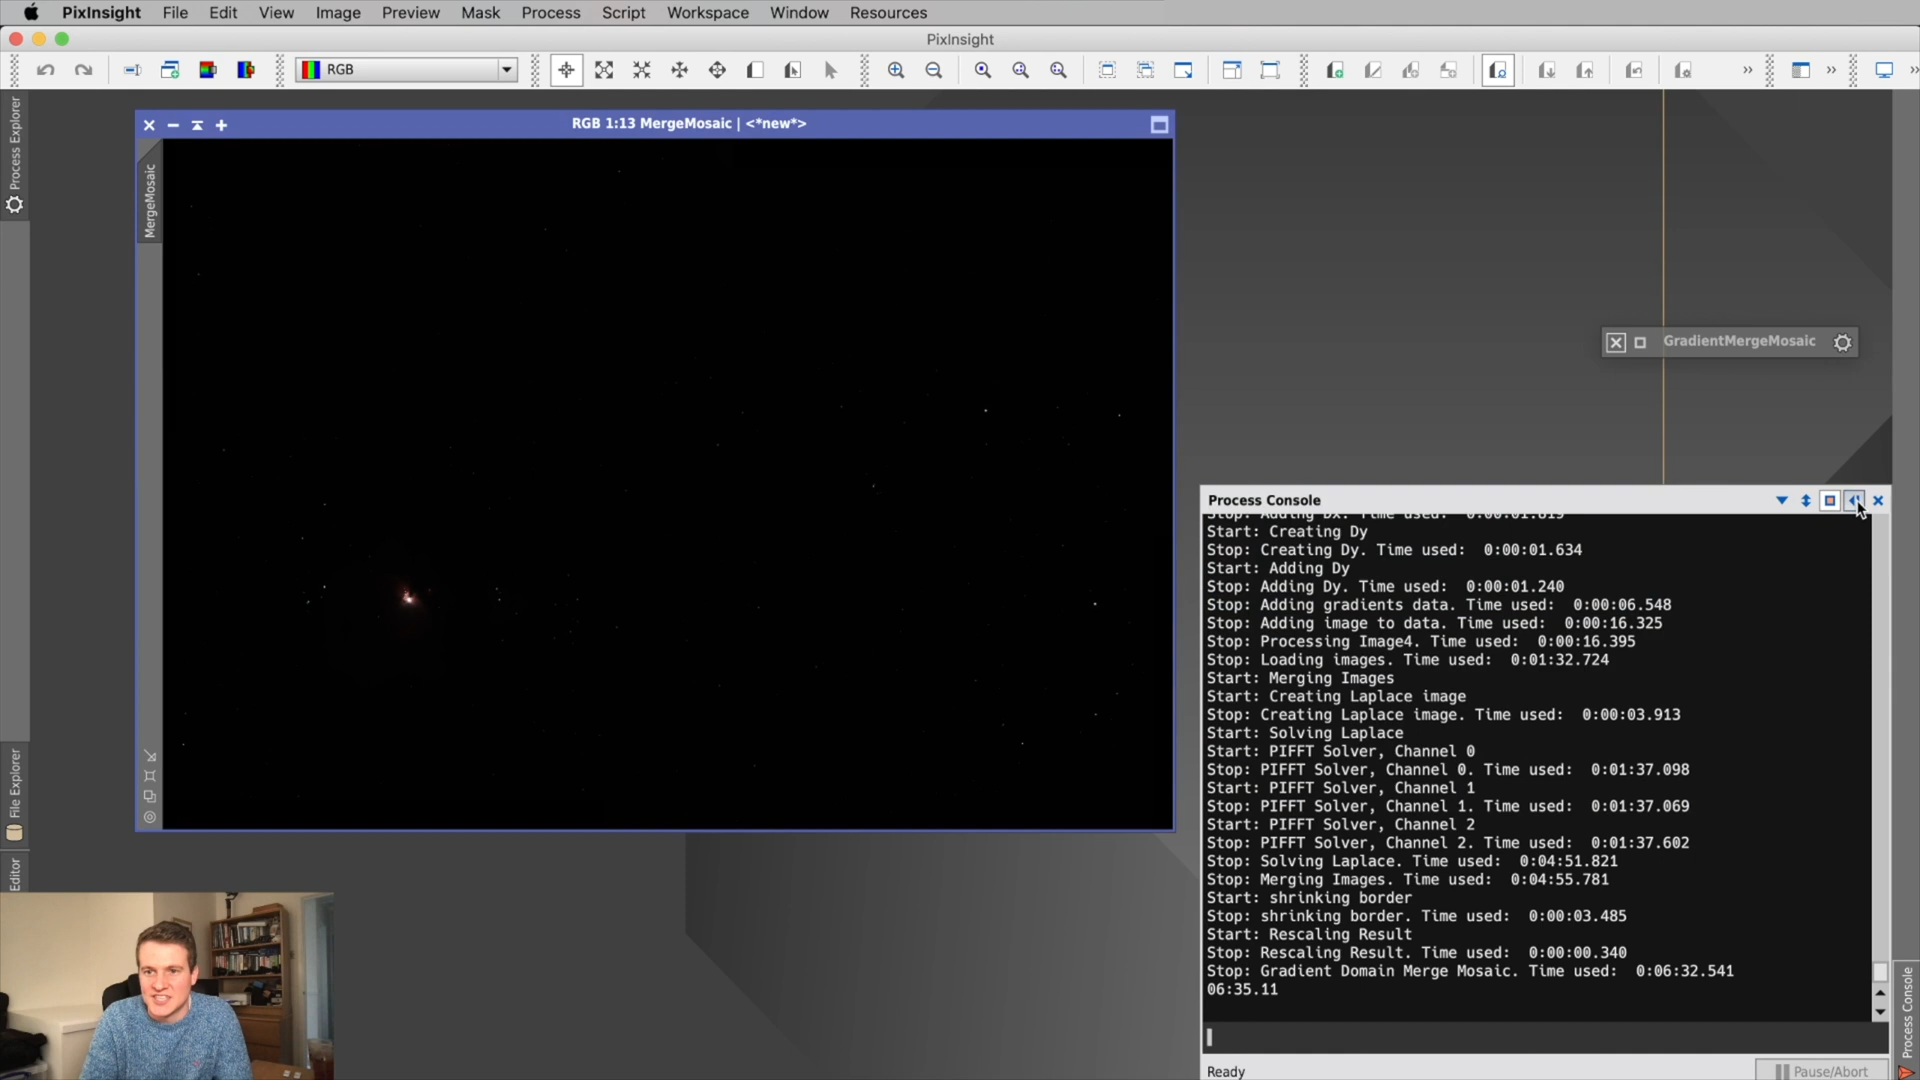 PixInsight File Edit View Image Preview Mask Process Script Workspace Window Resources
PixInsight
RGB
Process Explorer
RGB 1:13 MergeMosaic | <*new*>
MergeMosaic
GradientMergeMosaic
File Explorer
Editor
Process Console
Stop: Adding Dx. Time used: 0:00:01.619
Start: Creating Dy
Stop: Creating Dy. Time used: 0:00:01.634
Start: Adding Dy
Stop: Adding Dy. Time used: 0:00:01.240
Stop: Adding gradients data. Time used: 0:00:06.548
Stop: Adding image to data. Time used: 0:00:16.325
Stop: Processing Image4. Time used: 0:00:16.395
Stop: Loading images. Time used: 0:01:32.724
Start: Merging Images
Start: Creating Laplace image
Stop: Creating Laplace image. Time used: 0:00:03.913
Start: Solving Laplace
Start: PIFFT Solver, Channel 0
Stop: PIFFT Solver, Channel 0. Time used: 0:01:37.098
Start: PIFFT Solver, Channel 1
Stop: PIFFT Solver, Channel 1. Time used: 0:01:37.069
Start: PIFFT Solver, Channel 2
Stop: PIFFT Solver, Channel 2. Time used: 0:01:37.602
Stop: Solving Laplace. Time used: 0:04:51.821
Stop: Merging Images. Time used: 0:04:55.781
Start: shrinking border
Stop: shrinking border. Time used: 0:00:03.485
Start: Rescaling Result
Stop: Rescaling Result. Time used: 0:00:00.340
Stop: Gradient Domain Merge Mosaic. Time used: 0:06:32.541
06:35.11
Ready
Pause/Abort
Process Console